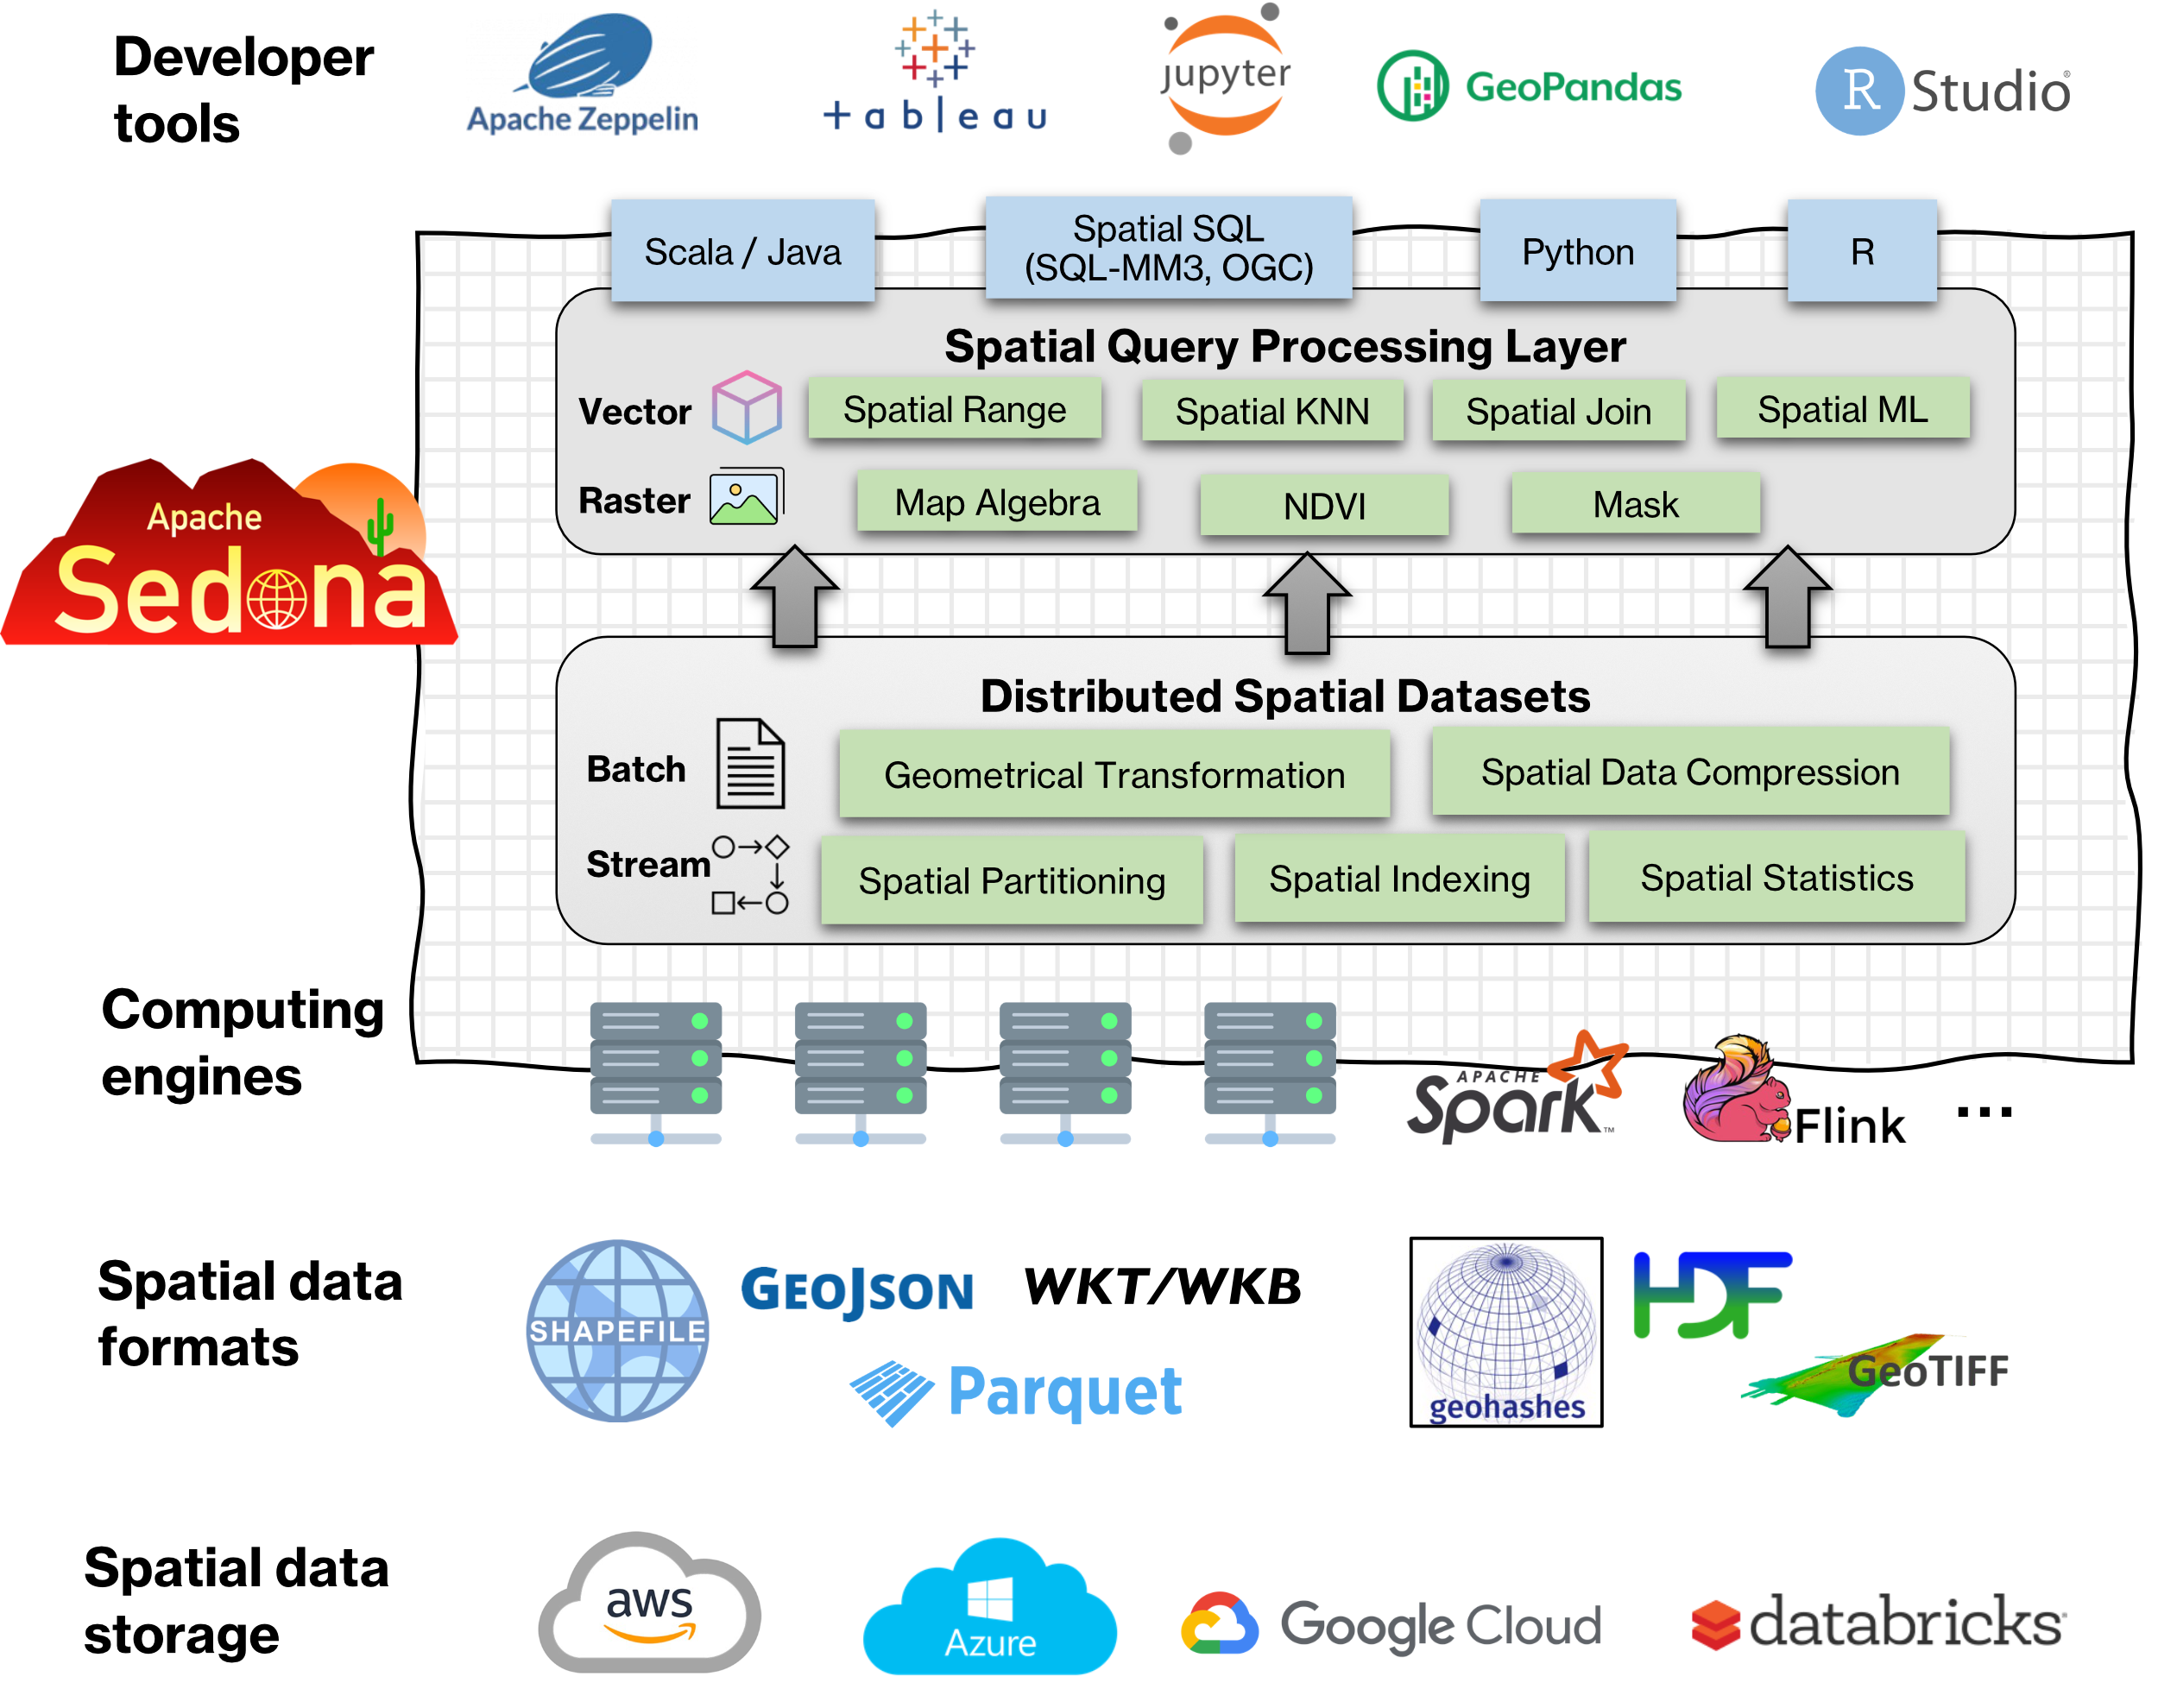 Developer
tools
Apache Zeppelin
+ableau
jupyter
GeoPandas
R Studio®
Scala / Java
Spatial SQL
(SQL-MM3, OGC)
Python
R
Spatial Query Processing Layer
Vector
Spatial Range
Spatial KNN
Spatial Join
Spatial ML
Raster
Map Algebra
NDVI
Mask
Apache
Sedona
Distributed Spatial Datasets
Batch
Geometrical Transformation
Spatial Data Compression
Stream
Spatial Partitioning
Spatial Indexing
Spatial Statistics
Computing
engines
APACHE
Spark™
Flink
...
Spatial data
formats
SHAPEFILE
GEOJSON
WKT/WKB
Parquet
geohashes
HDF
GeoTIFF
Spatial data
storage
aws
Azure
Google Cloud
databricks